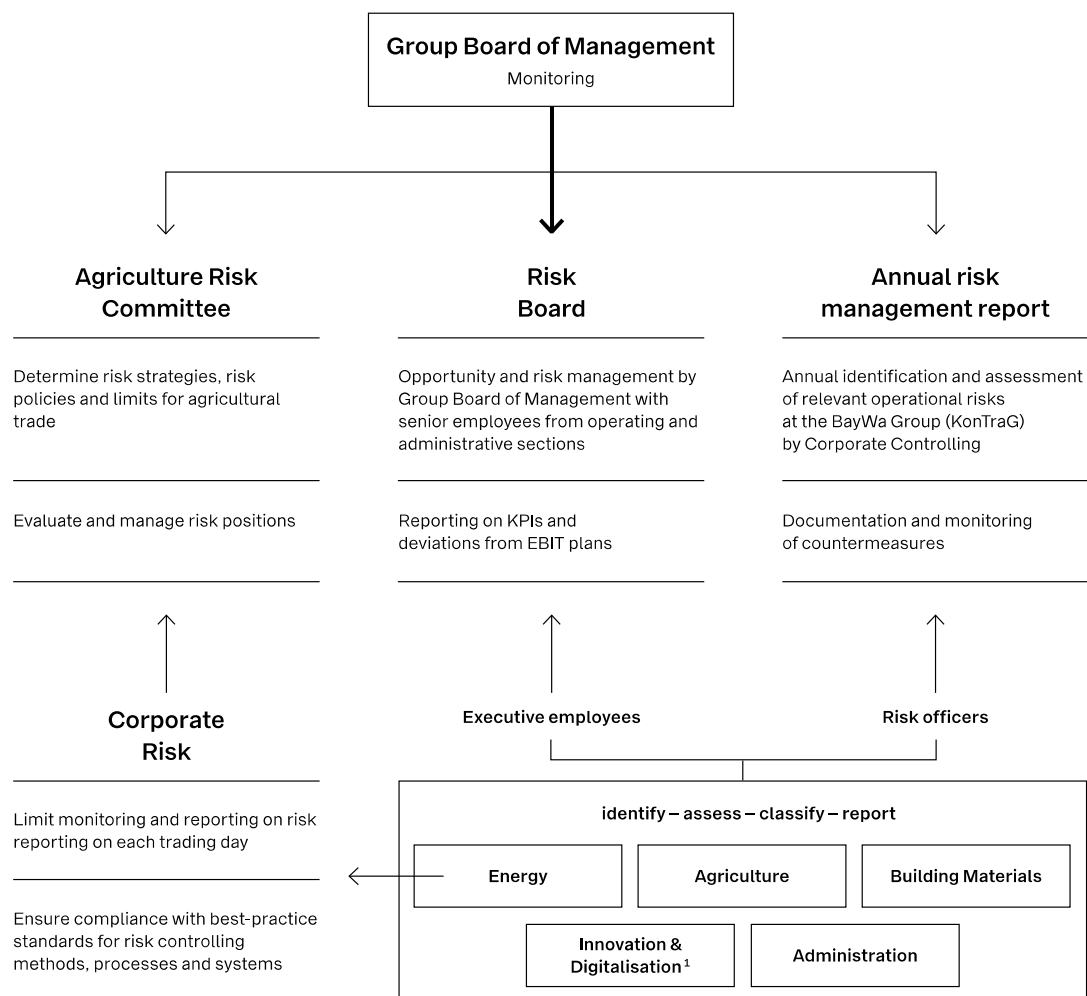 Group Board of Management
Monitoring
Agriculture Risk
Committee
Determine risk strategies, risk
policies and limits for agricultural
trade
Evaluate and manage risk positions
Risk
Board
Opportunity and risk management by
Group Board of Management with
senior employees from operating and
administrative sections
Reporting on KPIs and
deviations from EBIT plans
Annual risk
management report
Annual identification and assessment
of relevant operational risks
at the BayWa Group (KonTraG)
by Corporate Controlling
Documentation and monitoring
of countermeasures
Corporate
Risk
Limit monitoring and reporting on risk
reporting on each trading day
Ensure compliance with best-practice
standards for risk controlling
methods, processes and systems
Executive employees
Risk officers
identify – assess – classify – report
Energy
Agriculture
Building Materials
Innovation &
Digitalisation¹
Administration